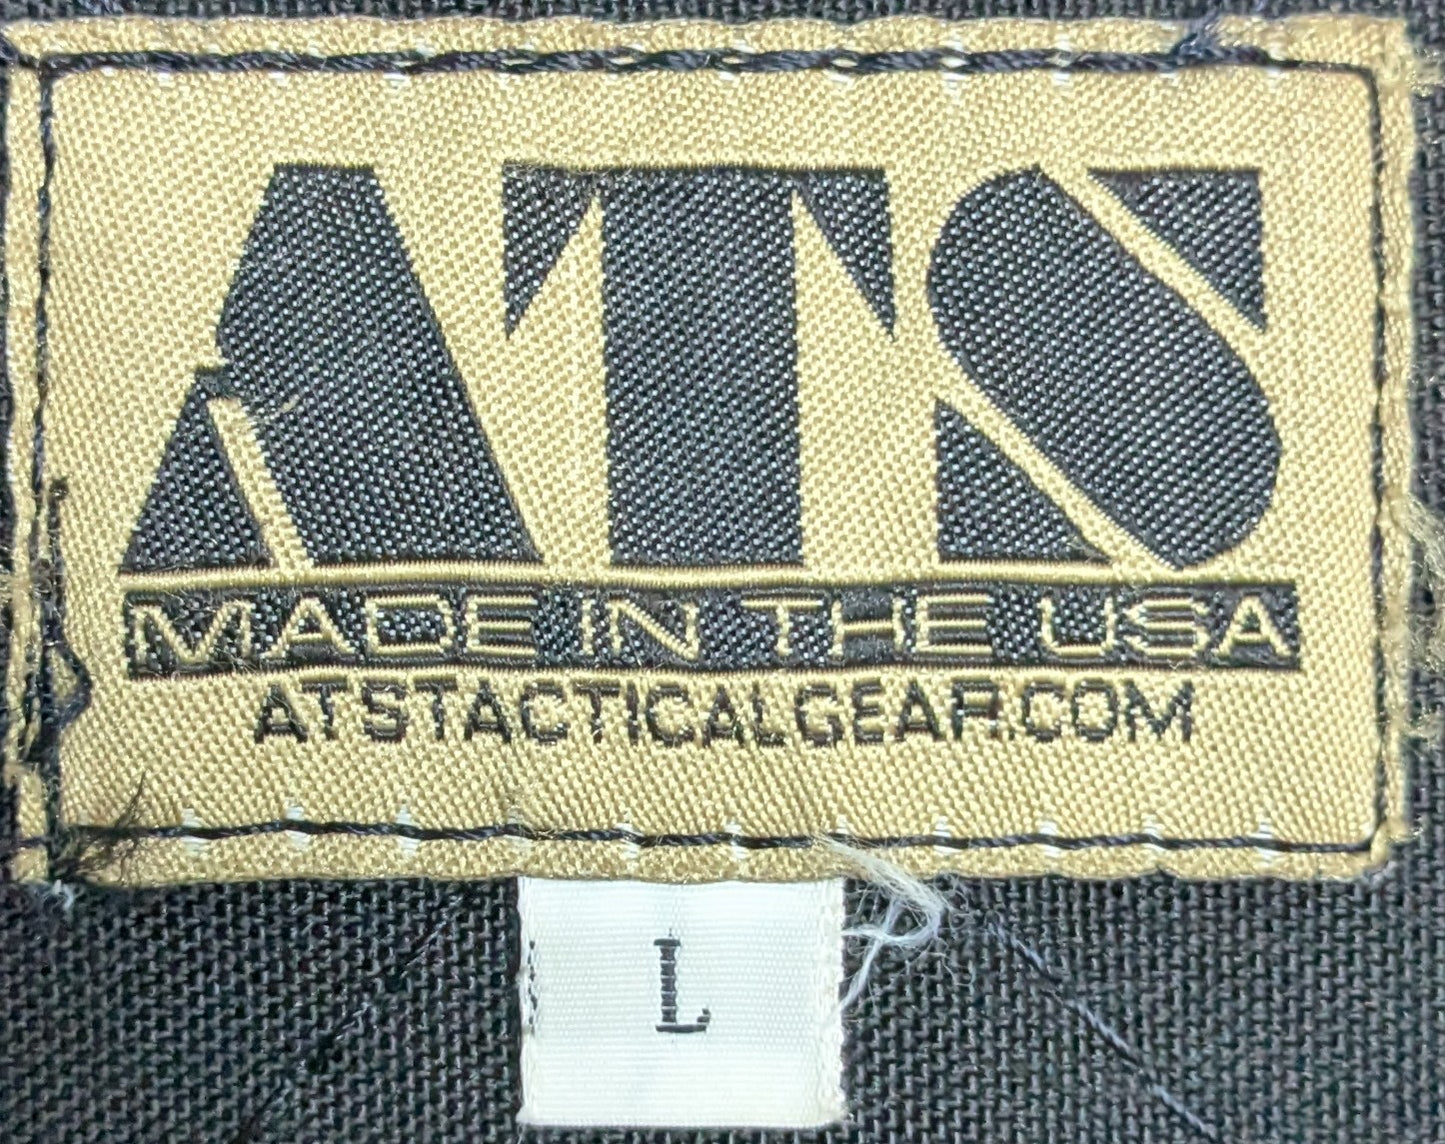 ATS
MADE IN THE USA
ATSTACTICALGEAR.COM
L